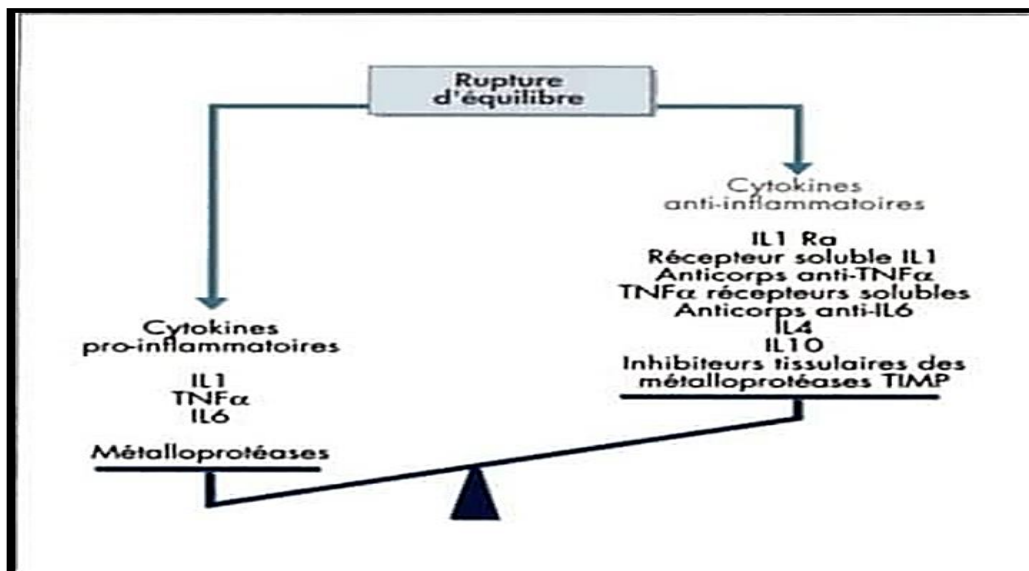 Rupture
d'équilibre
Cytokines
anti-inflammatoires
IL1 Ra
Récepteur soluble IL1
Anticorps anti-TNFα
TNFα récepteurs solubles
Anticorps anti-IL6
IL4
IL10
Inhibiteurs tissulaires des
métalloprotéases TIMP
Cytokines
pro-inflammatoires
IL1
TNFα
IL6
Métalloprotéases